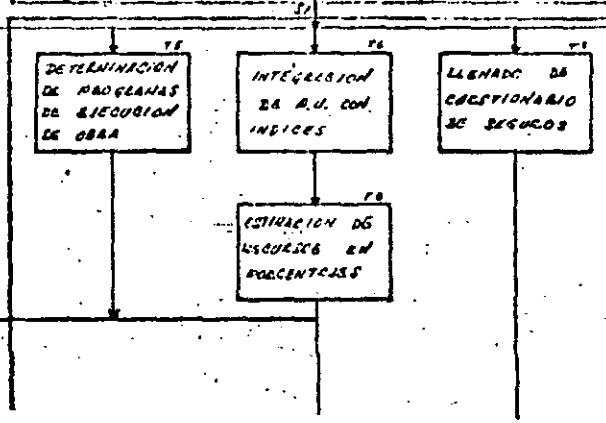 SI
T5
DETERMINACION
DE PROGRAMAS
DE EJECUCION
DE OBRA
T6
INTEGRACION
DE P.U. CON
INDICES
T7
LLENADO DE
CUESTIONARIO
DE SEGUROS
T8
ESTIMACION DE
RECURSOS EN
PORCENTAJES